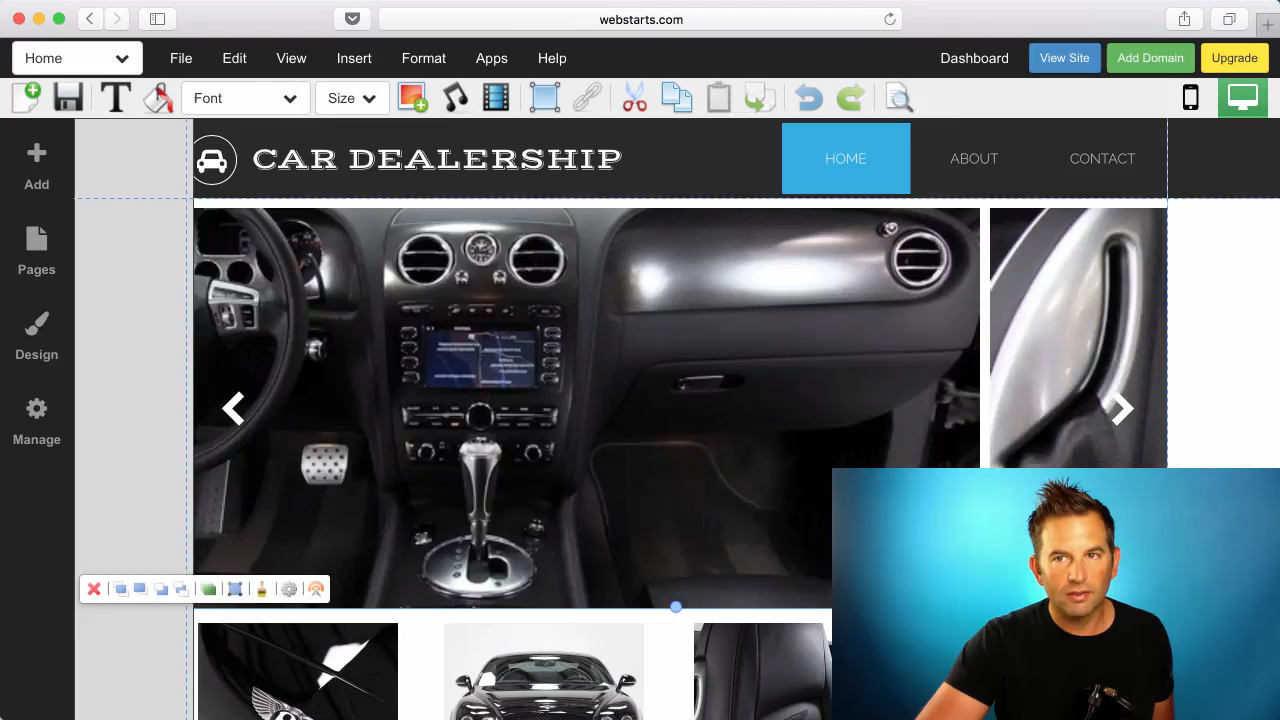 webstarts.com
Home File Edit View Insert Format Apps Help Dashboard View Site Add Domain Upgrade
T Font Size
CAR DEALERSHIP HOME ABOUT CONTACT
Add
Pages
Design
Manage